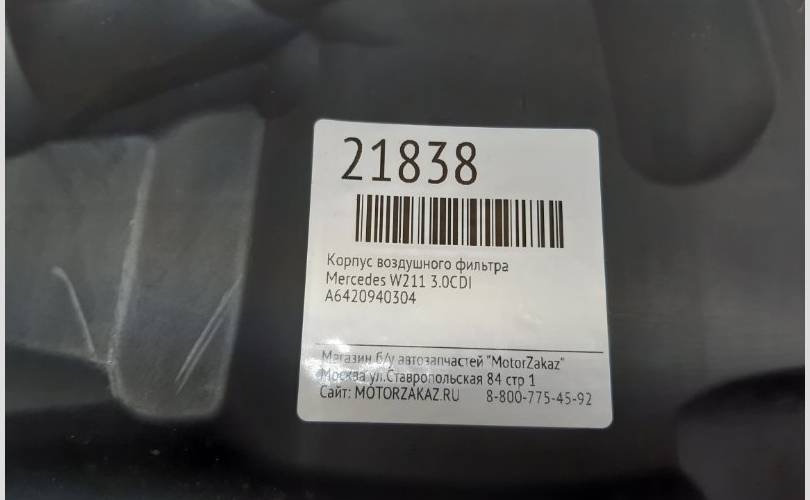 21838
Корпус воздушного фильтра
Mercedes W211 3.0CDI
A6420940304
Магазин б/у автозапчастей "MotorZakaz"
Москва ул.Ставропольская 84 стр 1
Сайт: MOTORZAKAZ.RU 8-800-775-45-92